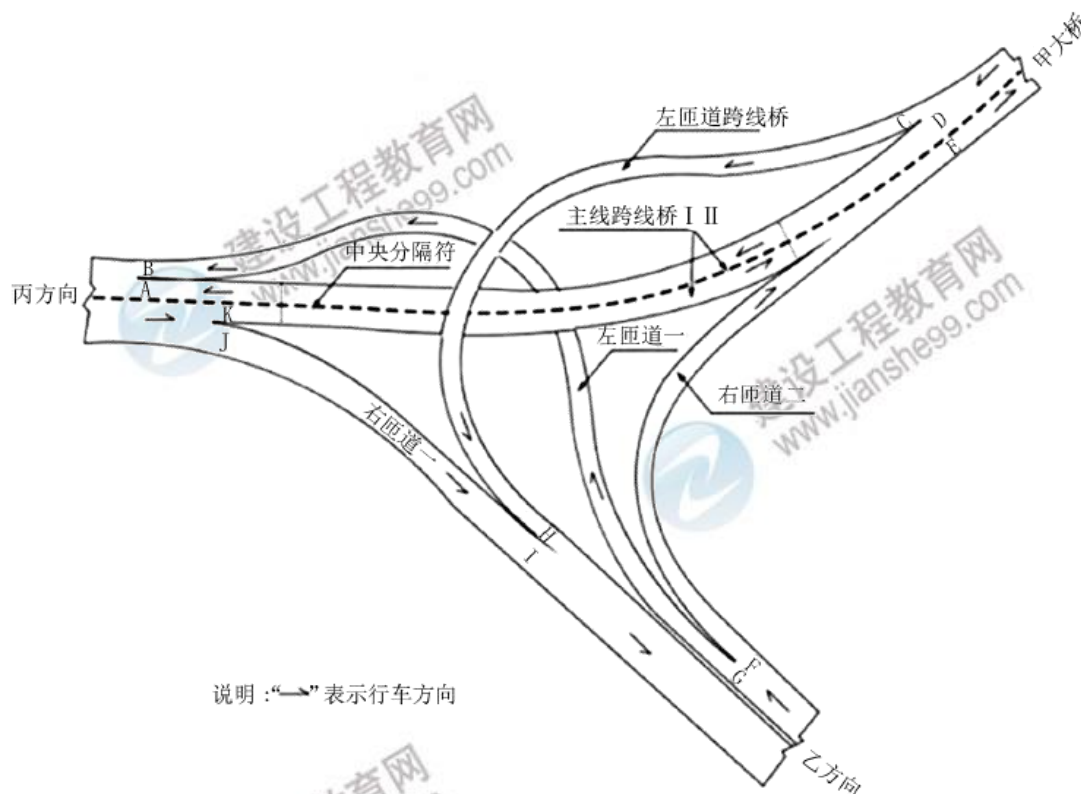 甲大桥
左匝道跨线桥
C
D
E
主线跨线桥Ⅰ Ⅱ
中央分隔符
B
A
丙方向
K
J
左匝道一
右匝道二
右匝道一
H
I
F
G
说明:“⇀”表示行车方向
乙方向
建设工程教育网
www.jianshe99.com
建设工程教育网
www.jianshe99.com
育网